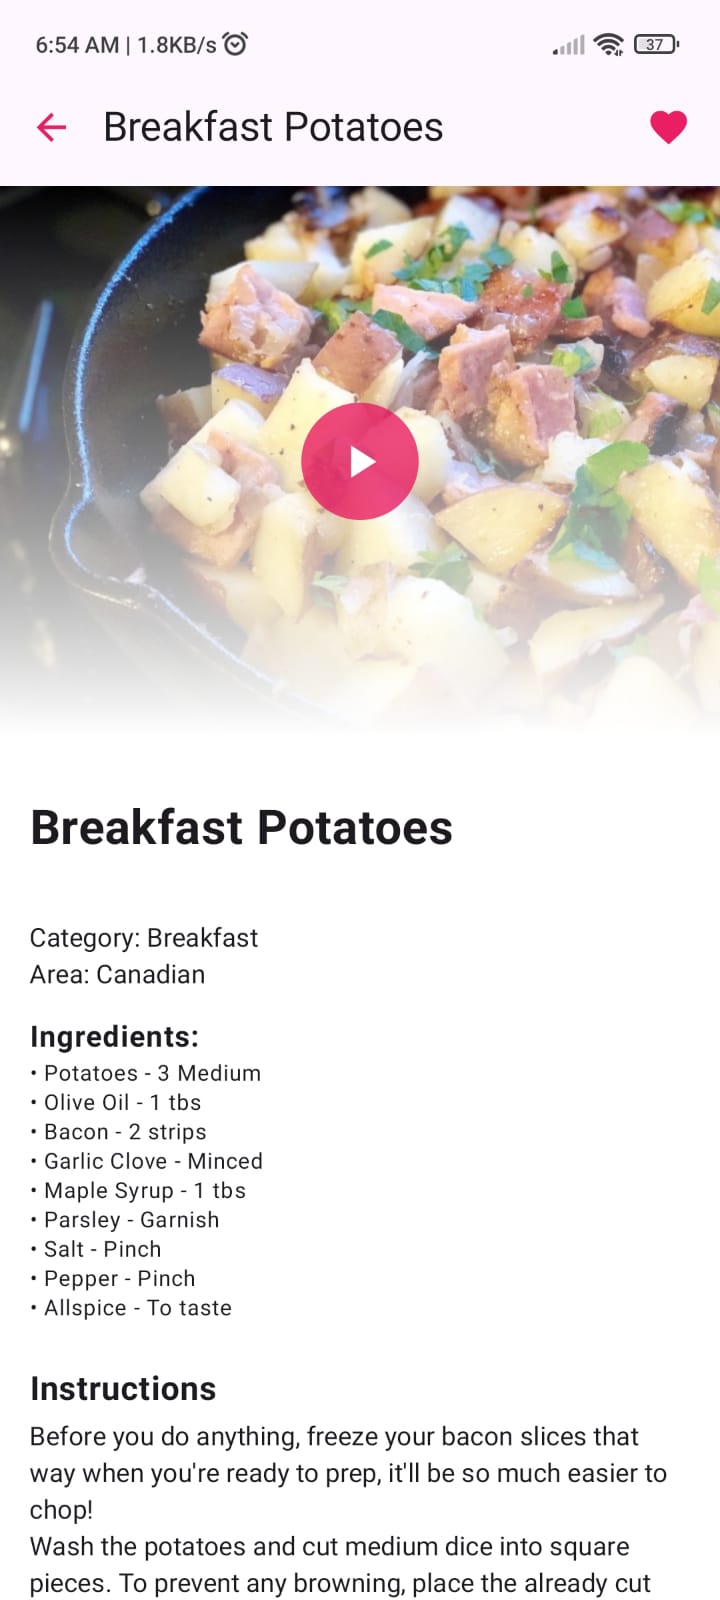 6:54 AM | 1.8KB/s
37
Breakfast Potatoes
Breakfast Potatoes
Category: Breakfast
Area: Canadian
Ingredients:
• Potatoes - 3 Medium
• Olive Oil - 1 tbs
• Bacon - 2 strips
• Garlic Clove - Minced
• Maple Syrup - 1 tbs
• Parsley - Garnish
• Salt - Pinch
• Pepper - Pinch
• Allspice - To taste
Instructions
Before you do anything, freeze your bacon slices that
way when you're ready to prep, it'll be so much easier to
chop!
Wash the potatoes and cut medium dice into square
pieces. To prevent any browning, place the already cut